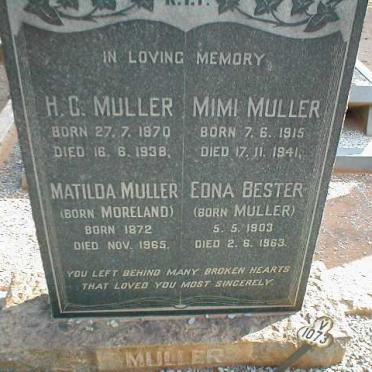 R.I.P.
IN LOVING MEMORY
H.G. MULLER
BORN 27.7.1870
DIED 16.6.1938.
MIMI MULLER
BORN 7.6.1915
DIED 17.11.1941.
MATILDA MULLER
(BORN MORELAND)
BORN 1872
DIED NOV. 1965.
EDNA BESTER
(BORN MULLER)
5.5.1903
DIED 2.6.1963.
YOU LEFT BEHIND MANY BROKEN HEARTS
THAT LOVED YOU MOST SINCERELY
MULLER
V
1073